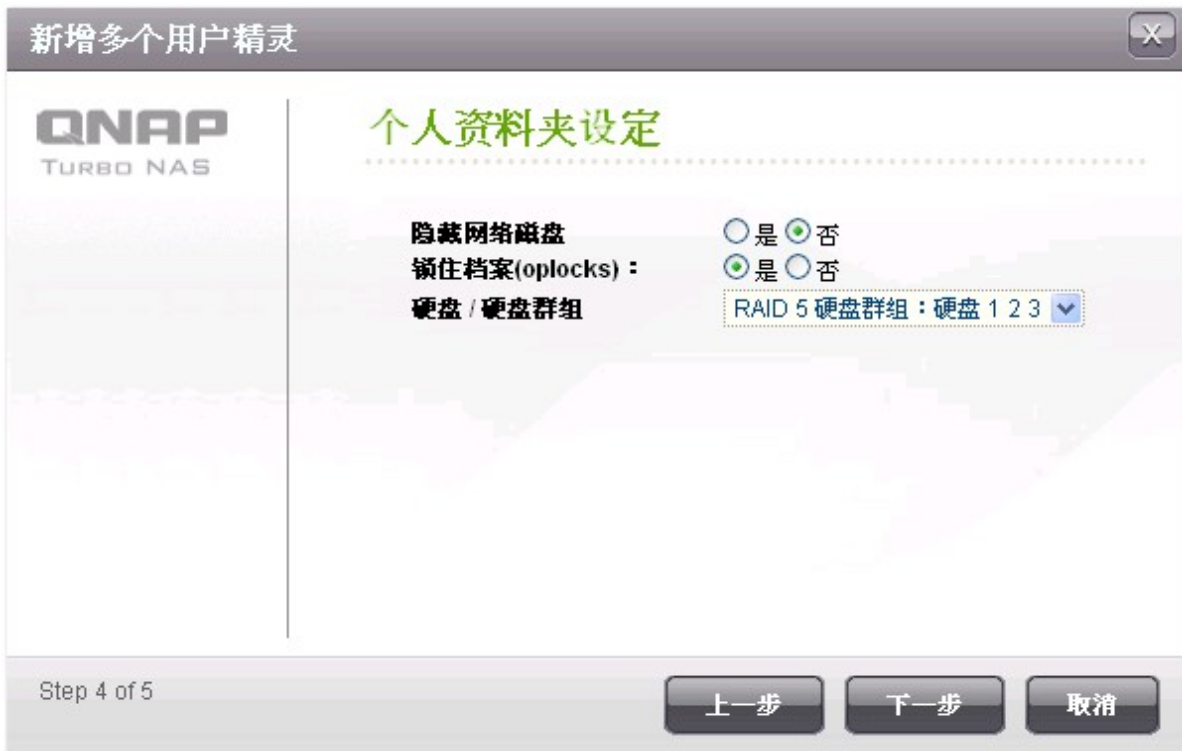 新增多个用户精灵
X
QNAP
TURBO NAS
个人资料夹设定
隐藏网络磁盘 是 否
锁住档案(oplocks)： 是 否
硬盘 / 硬盘群组 RAID 5 硬盘群组：硬盘 1 2 3
Step 4 of 5
上一步 下一步 取消